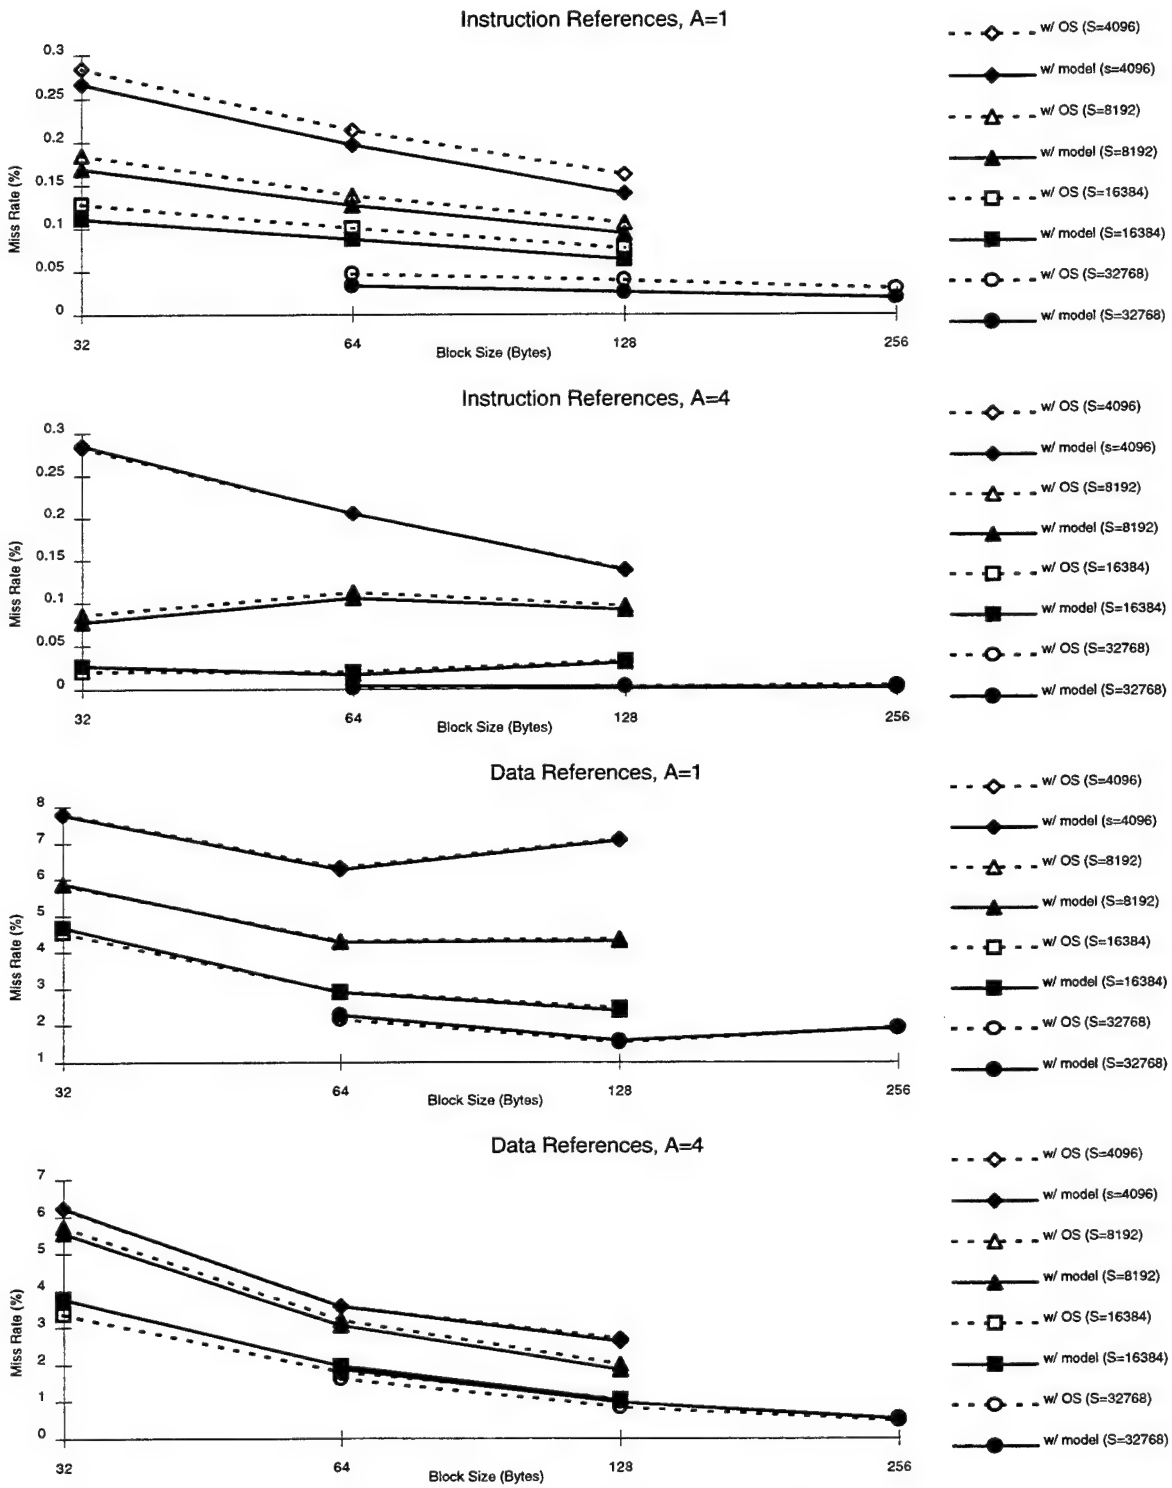 Instruction References, A=1
w/ OS (S=4096)
w/ model (s=4096)
w/ OS (S=8192)
w/ model (S=8192)
w/ OS (S=16384)
w/ model (S=16384)
w/ OS (S=32768)
w/ model (S=32768)
Miss Rate (%)
0.3
0.25
0.2
0.15
0.1
0.05
0
32
64
128
256
Block Size (Bytes)
Instruction References, A=4
w/ OS (S=4096)
w/ model (s=4096)
w/ OS (S=8192)
w/ model (S=8192)
w/ OS (S=16384)
w/ model (S=16384)
w/ OS (S=32768)
w/ model (S=32768)
Miss Rate (%)
0.3
0.25
0.2
0.15
0.1
0.05
0
32
64
128
256
Block Size (Bytes)
Data References, A=1
w/ OS (S=4096)
w/ model (s=4096)
w/ OS (S=8192)
w/ model (S=8192)
w/ OS (S=16384)
w/ model (S=16384)
w/ OS (S=32768)
w/ model (S=32768)
Miss Rate (%)
8
7
6
5
4
3
2
1
32
64
128
256
Block Size (Bytes)
Data References, A=4
w/ OS (S=4096)
w/ model (s=4096)
w/ OS (S=8192)
w/ model (S=8192)
w/ OS (S=16384)
w/ model (S=16384)
w/ OS (S=32768)
w/ model (S=32768)
Miss Rate (%)
7
6
5
4
3
2
1
0
32
64
128
256
Block Size (Bytes)